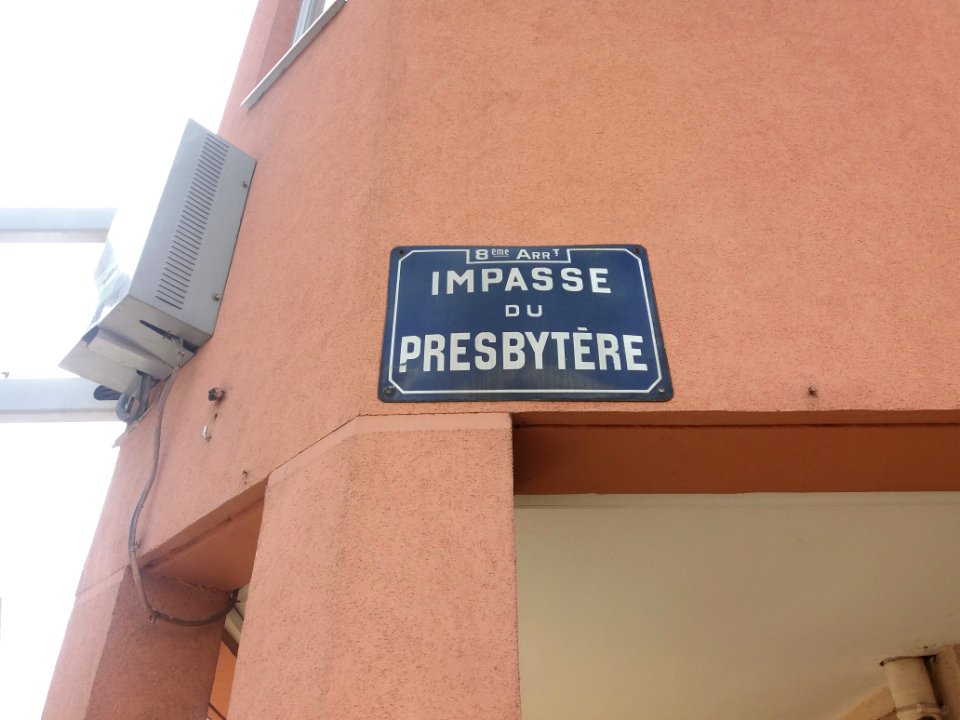 8ème ARRT
IMPASSE
DU
PRESBYTÈRE